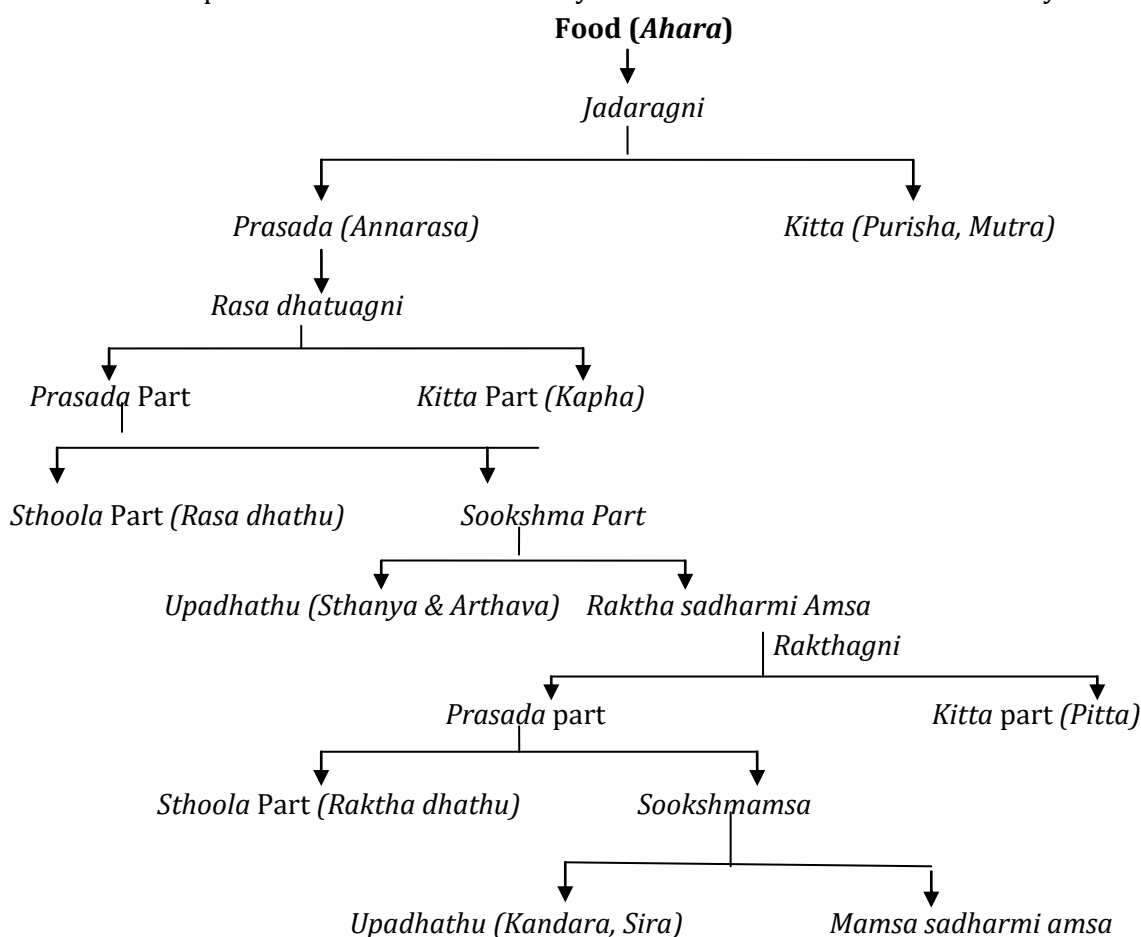 Food (Ahara)
Jadaragni
Prasada (Annarasa) Kitta (Purisha, Mutra)
Rasa dhatuagni
Prasada Part Kitta Part (Kapha)
Sthoola Part (Rasa dhathu) Sookshma Part
Upadhathu (Sthanya & Arthava) Raktha sadharmi Amsa
Rakthagni
Prasada part Kitta part (Pitta)
Sthoola Part (Raktha dhathu) Sookshmamsa
Upadhathu (Kandara, Sira) Mamsa sadharmi amsa